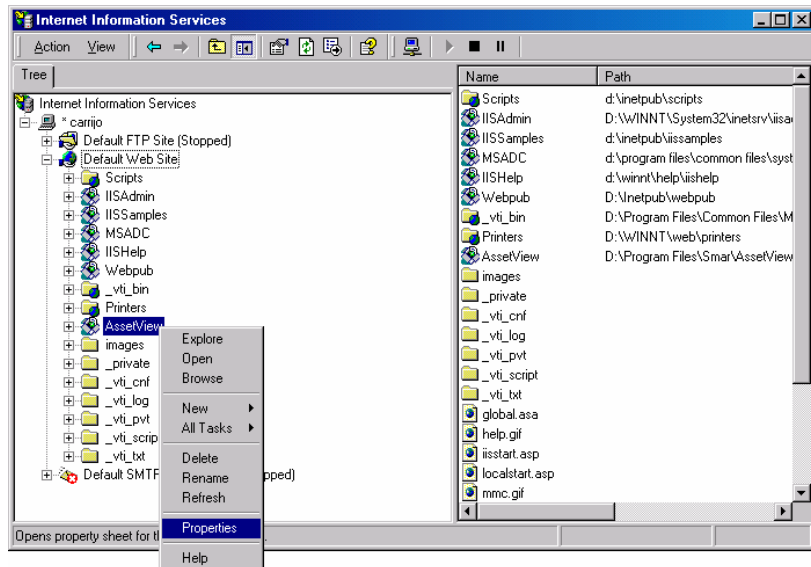 Internet Information Services
Action View
Tree
Internet Information Services
* carrijo
Default FTP Site (Stopped)
Default Web Site
Scripts
IISAdmin
IISSamples
MSADC
IISHelp
Webpub
_vti_bin
Printers
AssetView
images
_private
_vti_cnf
_vti_log
_vti_pvt
_vti_scrip
_vti_txt
Default SMTP pped)
Explore
Open
Browse
New
All Tasks
Delete
Rename
Refresh
Properties
Help
Name Path
Scripts d:\inetpub\scripts
IISAdmin D:\WINNT\System32\inetsrv\iisa
IISSamples d:\inetpub\iissamples
MSADC d:\program files\common files\syst
IISHelp d:\winnt\help\iishelp
Webpub D:\Inetpub\webpub
_vti_bin D:\Program Files\Common Files\M
Printers D:\WINNT\web\printers
AssetView D:\Program Files\Smar\AssetView
images
_private
_vti_cnf
_vti_log
_vti_pvt
_vti_script
_vti_txt
global.asa
help.gif
iisstart.asp
localstart.asp
mmc.gif
Opens property sheet for t